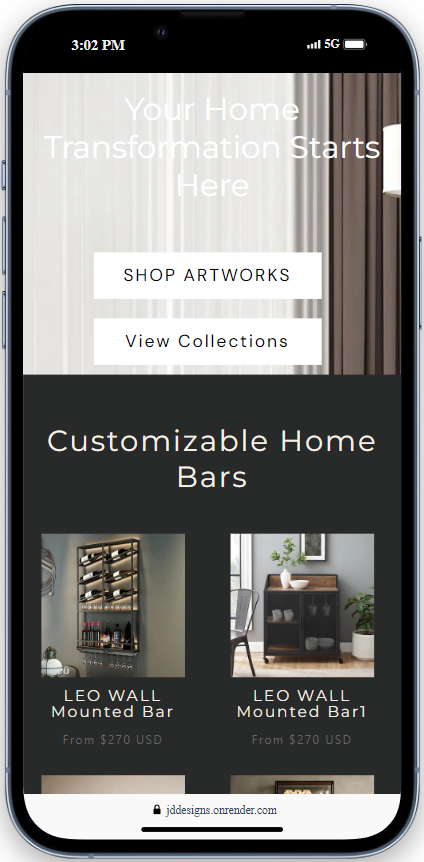 3:02 PM
5G
Your Home
Transformation Starts
Here
SHOP ARTWORKS
View Collections
Customizable Home
Bars
LEO WALL
Mounted Bar
From $270 USD
LEO WALL
Mounted Bar1
From $270 USD
jddesigns.onrender.com